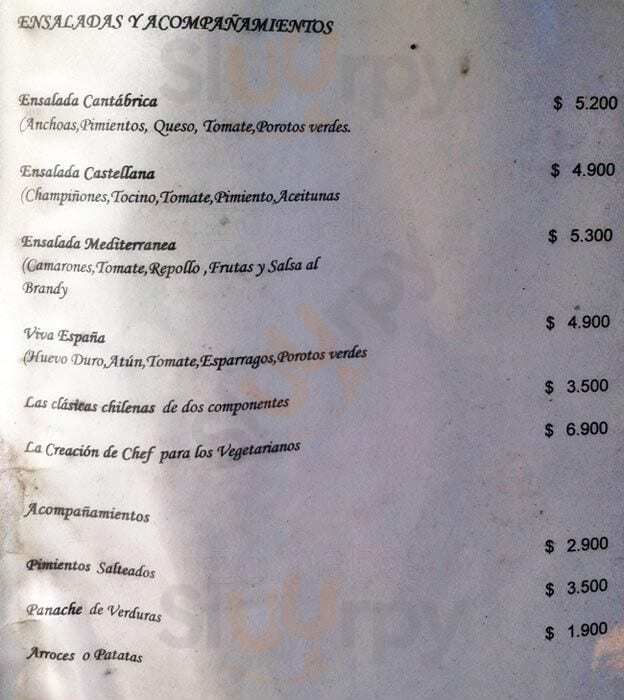 ENSALADAS Y ACOMPAÑAMIENTOS
Ensalada Cantábrica $ 5.200
(Anchoas,Pimientos, Queso, Tomate,Porotos verdes.
Ensalada Castellana $ 4.900
(Champiñones,Tocino,Tomate,Pimiento,Aceitunas
Ensalada Mediterranea $ 5.300
(Camarones,Tomate,Repollo ,Frutas y Salsa al
Brandy
Viva España $ 4.900
(Huevo Duro,Atún,Tomate,Esparragos,Porotos verdes
Las clásicas chilenas de dos componentes $ 3.500
La Creación de Chef para los Vegetarianos $ 6.900
Acompañamientos
Pimientos Salteados $ 2.900
Panache de Verduras $ 3.500
Arroces o Patatas $ 1.900
sluurpy
sluurpy
sluurpy